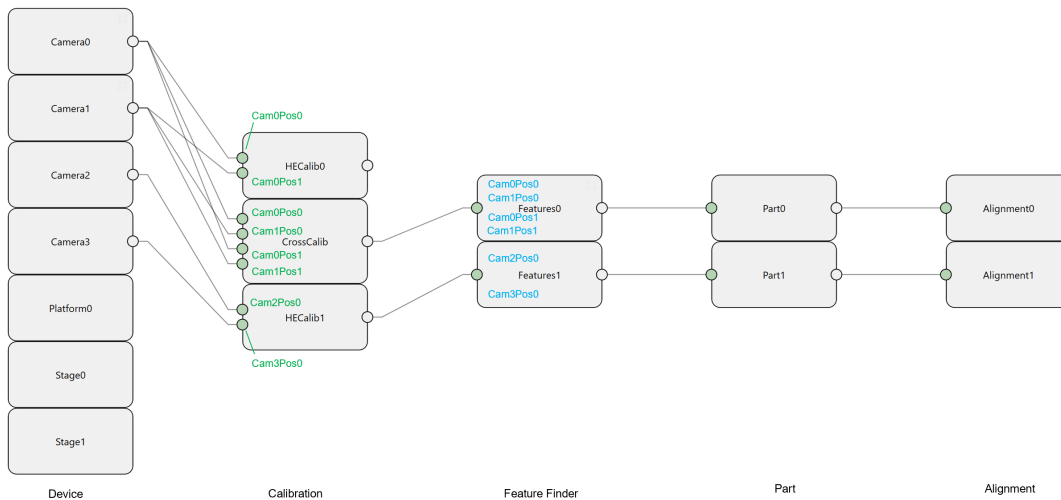 Camera0
Camera1
Camera2
Camera3
Platform0
Stage0
Stage1
Device
Cam0Pos0
HECalib0
Cam0Pos1
Cam0Pos0
Cam1Pos0
CrossCalib
Cam0Pos1
Cam1Pos1
Cam2Pos0
HECalib1
Cam3Pos0
Calibration
Cam0Pos0
Cam1Pos0
Features0
Cam0Pos1
Cam1Pos1
Cam2Pos0
Features1
Cam3Pos0
Feature Finder
Part0
Part1
Part
Alignment0
Alignment1
Alignment